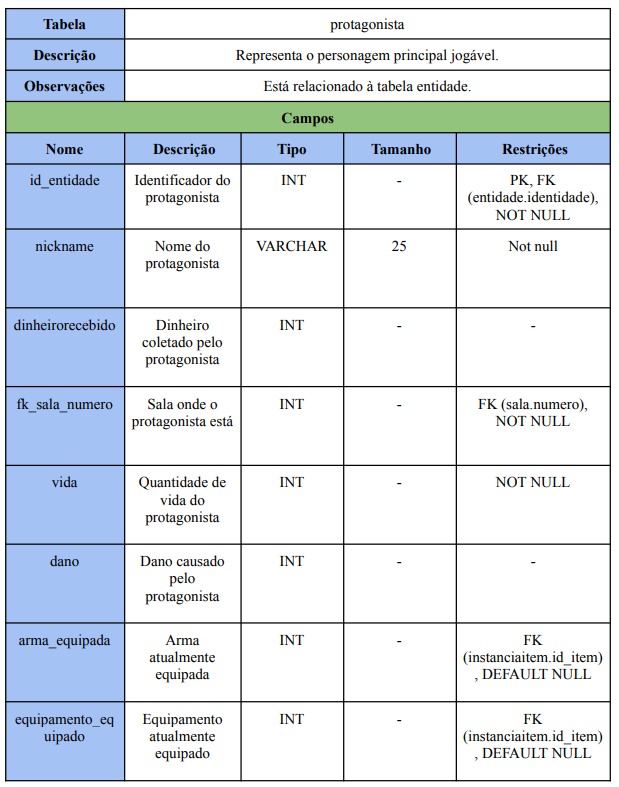 Tabela protagonista
Descrição Representa o personagem principal jogável.
Observações Está relacionado à tabela entidade.
Campos
Nome Descrição Tipo Tamanho Restrições
id_entidade Identificador do INT - PK, FK
protagonista (entidade.identidade),
NOT NULL
nickname Nome do VARCHAR 25 Not null
protagonista
dinheirorecebido Dinheiro INT - -
coletado pelo
protagonista
fk_sala_numero Sala onde o INT - FK (sala.numero),
protagonista está NOT NULL
vida Quantidade de INT - NOT NULL
vida do
protagonista
dano Dano causado INT - -
pelo
protagonista
arma_equipada Arma INT - FK
atualmente (instanciaitem.id_item)
equipada , DEFAULT NULL
equipamento_eq Equipamento INT - FK
uipado atualmente (instanciaitem.id_item)
equipado , DEFAULT NULL